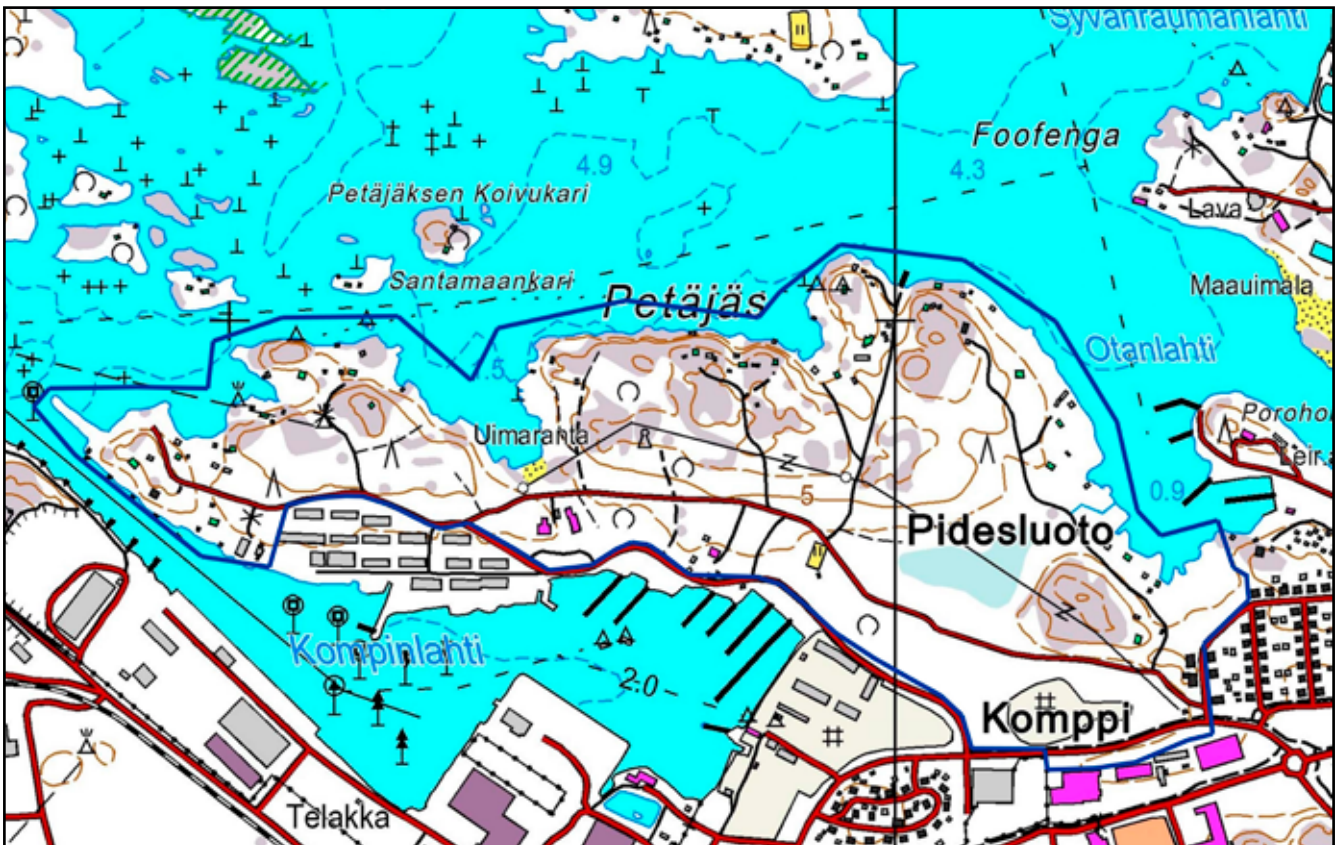 Syvänraumanlahti
Foofenga
4.9
4.3
Petäjäksen Koivukari
Lava
Santamaankari
Petäjäs
Maauimala
Otanlahti
1.5
Uimaranta
Poroho
Leir
0.9
5
Pidesluoto
Kompinlahti
2.0
Komppi
Telakka